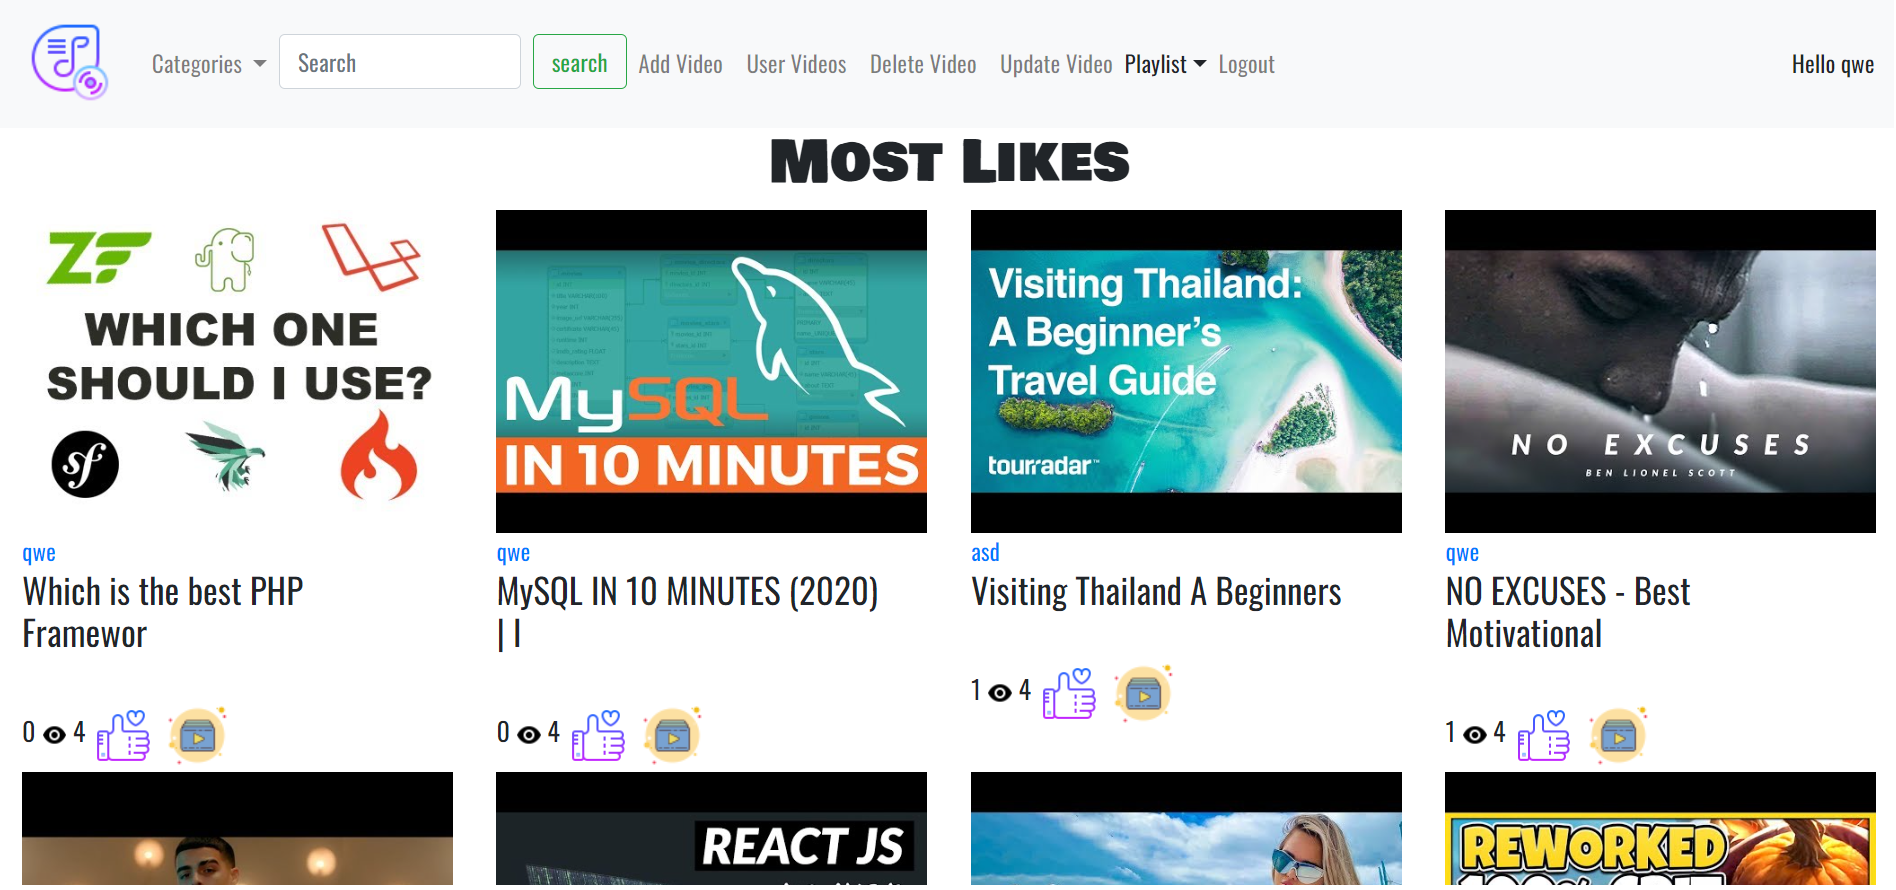 Categories Search search Add Video User Videos Delete Video Update Video Playlist Logout Hello qwe
Most Likes
WHICH ONE
SHOULD I USE?
sf
MySQL
IN 10 MINUTES
Visiting Thailand:
A Beginner's
Travel Guide
tourradar™
NO EXCUSES
BEN LIONEL SCOTT
qwe
Which is the best PHP
Framewor
0 4
qwe
MySQL IN 10 MINUTES (2020)
| I
0 4
asd
Visiting Thailand A Beginners
1 4
qwe
NO EXCUSES - Best
Motivational
1 4
REACT JS
REWORKED